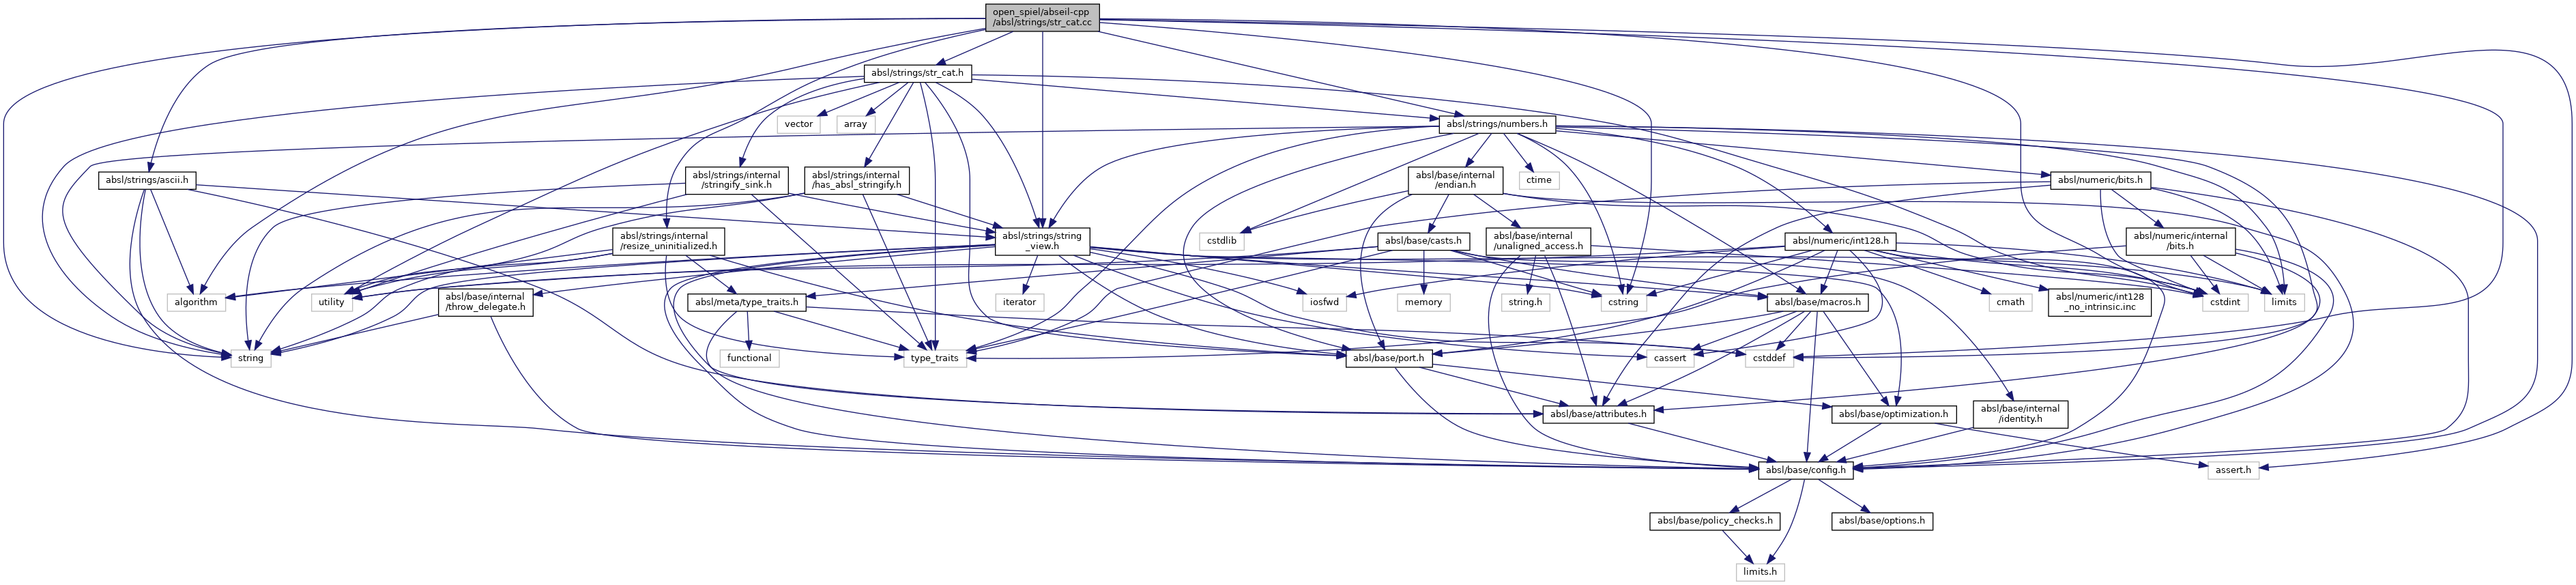 open_spiel/abseil-cpp
/absl/strings/str_cat.cc
absl/strings/str_cat.h
vector
array
absl/strings/numbers.h
absl/strings/ascii.h
absl/strings/internal
/stringify_sink.h
absl/strings/internal
/has_absl_stringify.h
absl/base/internal
/endian.h
ctime
absl/numeric/bits.h
absl/strings/internal
/resize_uninitialized.h
absl/strings/string
_view.h
cstdlib
absl/base/casts.h
absl/base/internal
/unaligned_access.h
absl/numeric/int128.h
absl/numeric/internal
/bits.h
algorithm
utility
absl/base/internal
/throw_delegate.h
absl/meta/type_traits.h
iterator
iosfwd
memory
string.h
cstring
absl/base/macros.h
cmath
absl/numeric/int128
_no_intrinsic.inc
cstdint
limits
string
functional
type_traits
absl/base/port.h
cassert
cstddef
absl/base/attributes.h
absl/base/optimization.h
absl/base/internal
/identity.h
absl/base/config.h
assert.h
absl/base/policy_checks.h
absl/base/options.h
limits.h